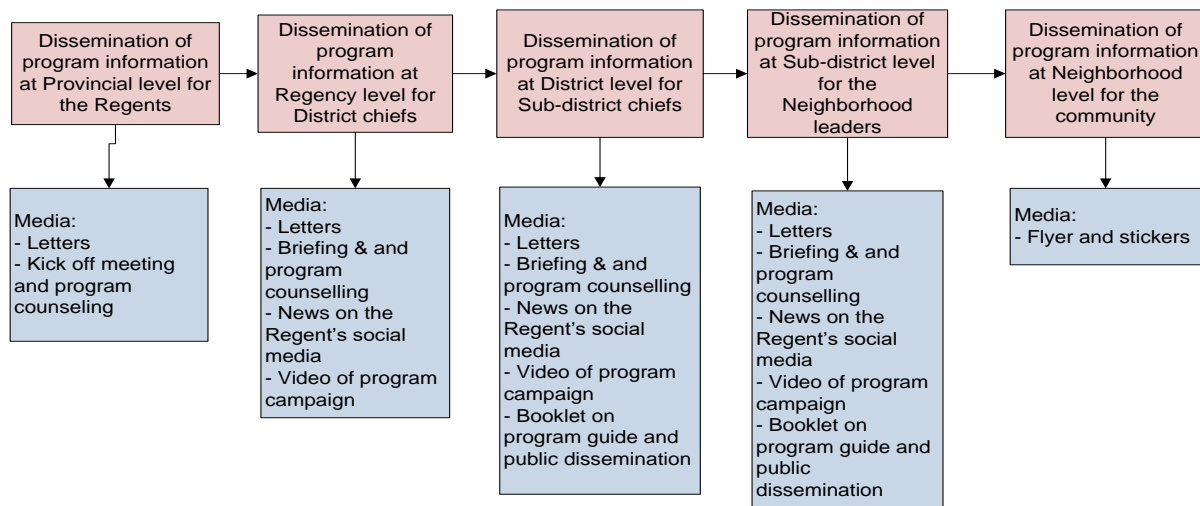 Dissemination of
program information
at Provincial level for
the Regents
Dissemination of
program
information at
Regency level for
District chiefs
Dissemination of
program information
at District level for
Sub-district chiefs
Dissemination of
program information
at Sub-district level
for the
Neighborhood
leaders
Dissemination of
program information
at Neighborhood
level for the
community
Media:
- Letters
- Kick off meeting
and program
counseling
Media:
- Letters
- Briefing & and
program
counselling
- News on the
Regent’s social
media
- Video of program
campaign
Media:
- Letters
- Briefing & and
program counselling
- News on the
Regent’s social
media
- Video of program
campaign
- Booklet on
program guide and
public dissemination
Media:
- Letters
- Briefing & and
program
counselling
- News on the
Regent’s social
media
- Video of program
campaign
- Booklet on
program guide and
public
dissemination
Media:
- Flyer and stickers